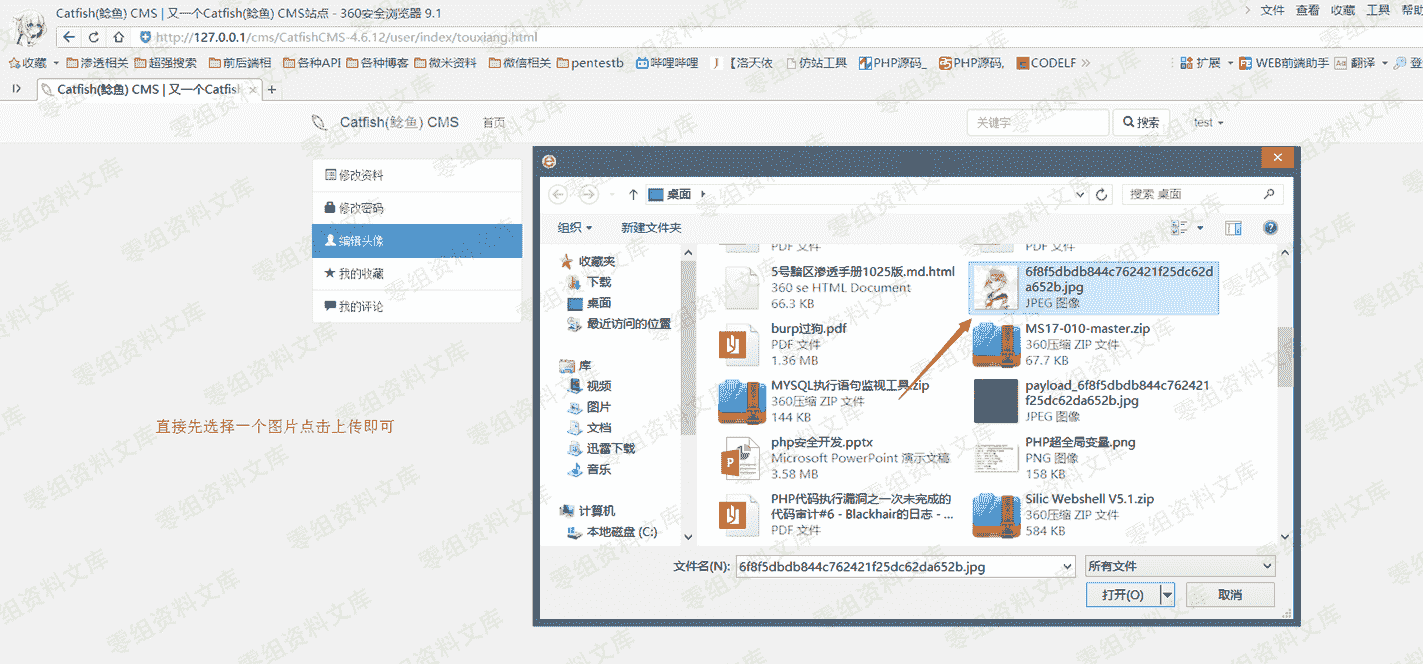 Catfish(鲶鱼) CMS | 又一个Catfish(鲶鱼) CMS站点 - 360安全浏览器 9.1
文件 查看 收藏 工具 帮助
http://127.0.0.1/cms/CatfishCMS-4.6.12/user/index/touxiang.html
收藏 渗透相关 超强搜索 前后端相 各种API 各种博客 微米资料 微信相关 pentestb 哔哩哔哩 【洛天依 仿站工具 PHP源码_ PHP源码, CODELF » 扩展 WEB前端助手 翻译 登
Catfish(鲶鱼) CMS | 又一个Catfisl
Catfish(鲶鱼) CMS 首页 关键字 搜索 test
修改资料
修改密码
编辑头像
我的收藏
我的评论
直接先选择一个图片点击上传即可
桌面 搜索 桌面
组织 新建文件夹
收藏夹
下载
桌面
最近访问的位置
库
视频
图片
文档
迅雷下载
音乐
计算机
本地磁盘 (C:)
PDF 文件 PDF 文件
5号黯区渗透手册1025版.md.html
360 se HTML Document
66.3 KB
6f8f5dbdb844c762421f25dc62d
a652b.jpg
JPEG 图像
burp过狗.pdf
1.36 MB
MS17-010-master.zip
360压缩 ZIP 文件
67.7 KB
MYSQL执行语句监视工具.zip
360压缩 ZIP 文件
144 KB
payload_6f8f5dbdb844c762421
f25dc62da652b.jpg
JPEG 图像
php安全开发.pptx
Microsoft PowerPoint 演示文稿
3.58 MB
PHP超全局变量.png
PNG 图像
158 KB
PHP代码执行漏洞之一次未完成的
代码审计#6 - Blackhair的日志 - ...
PDF 文件
Silic Webshell V5.1.zip
360压缩 ZIP 文件
584 KB
文件名(N): 6f8f5dbdb844c762421f25dc62da652b.jpg 所有文件
打开(O) 取消
零组资料文库